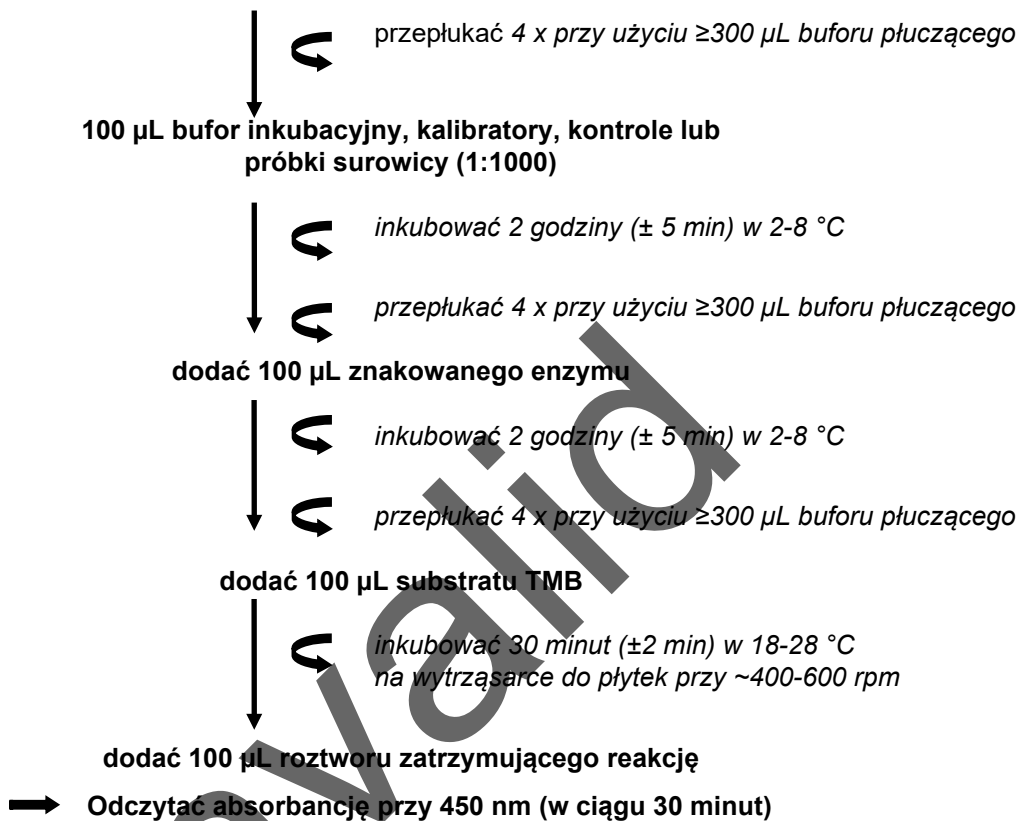 przepłukać 4 x przy użyciu ≥300 µL buforu płuczącego
100 µL bufor inkubacyjny, kalibratory, kontrole lub
próbki surowicy (1:1000)
inkubować 2 godziny (± 5 min) w 2-8 °C
przepłukać 4 x przy użyciu ≥300 µL buforu płuczącego
dodać 100 µL znakowanego enzymu
inkubować 2 godziny (± 5 min) w 2-8 °C
przepłukać 4 x przy użyciu ≥300 µL buforu płuczącego
dodać 100 µL substratu TMB
inkubować 30 minut (±2 min) w 18-28 °C
na wytrząsarce do płytek przy ~400-600 rpm
dodać 100 µL roztworu zatrzymującego reakcję
Odczytać absorbancję przy 450 nm (w ciągu 30 minut)
valid